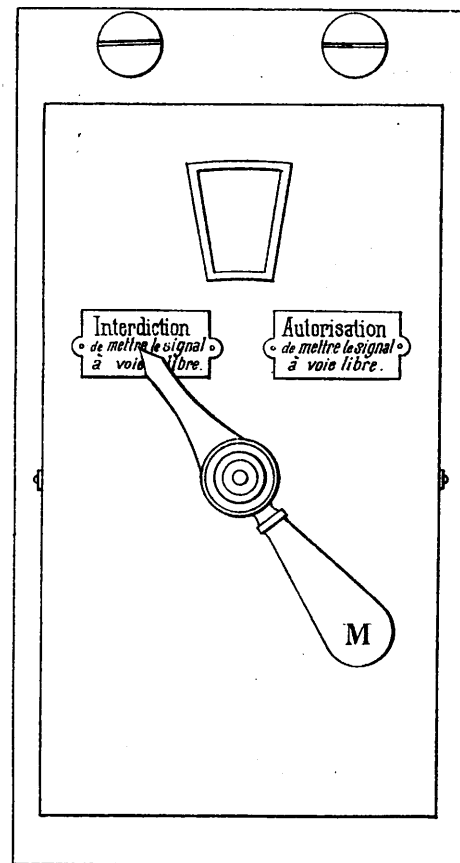 Interdiction
de mettre le signal
à voie libre.
Autorisation
de mettre le signal
à voie libre.
M